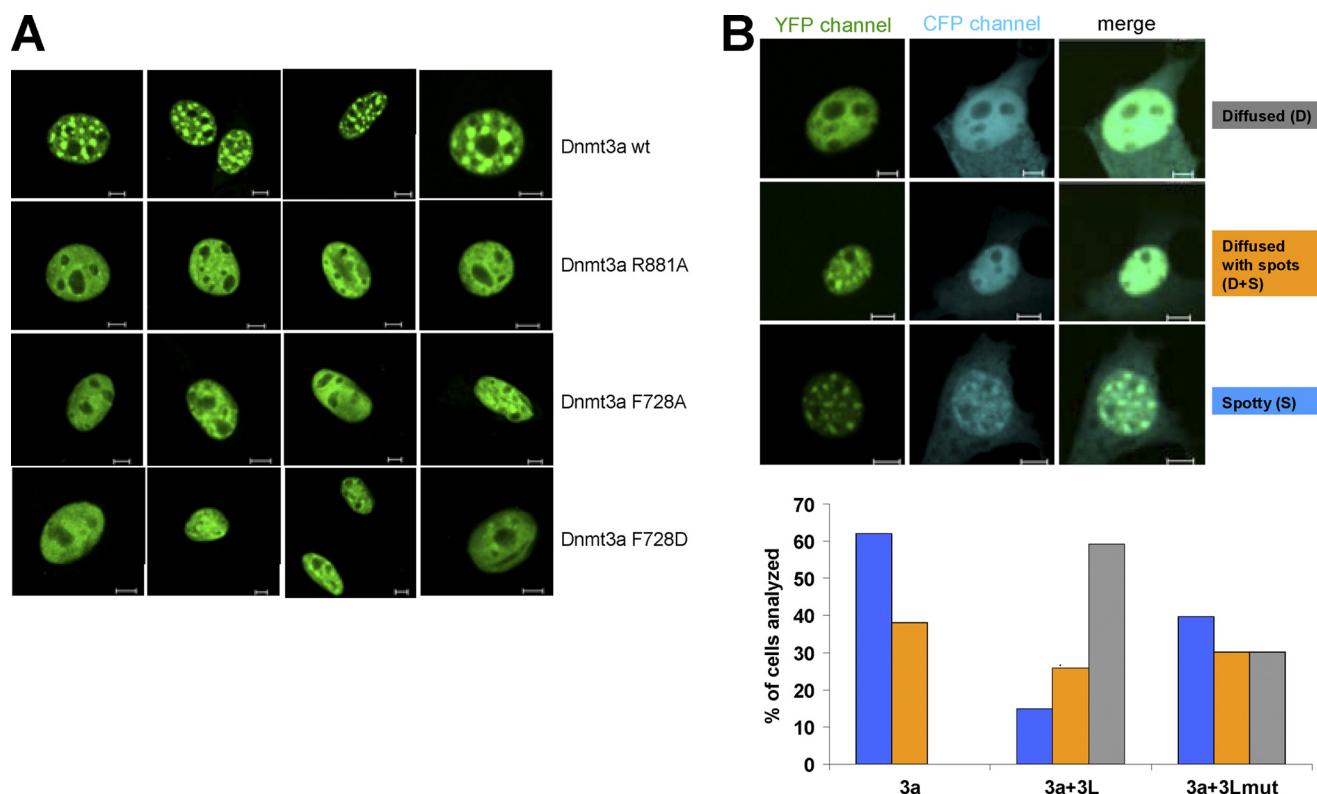 A
Dnmt3a wt
Dnmt3a R881A
Dnmt3a F728A
Dnmt3a F728D
B
YFP channel CFP channel merge
Diffused (D)
Diffused
with spots
(D+S)
Spotty (S)
% of cells analyzed
70
60
50
40
30
20
10
0
3a 3a+3L 3a+3Lmut